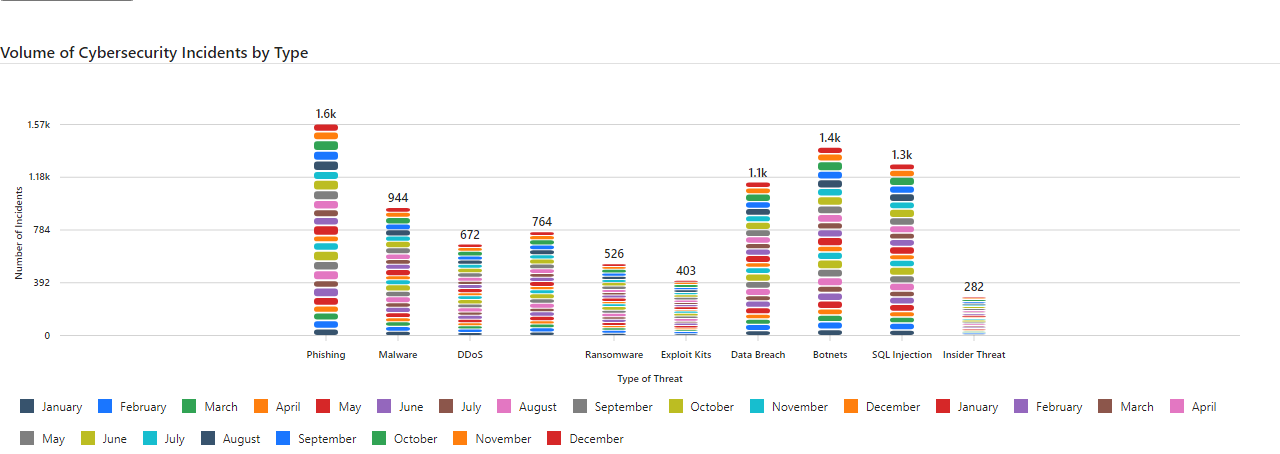 Volume of Cybersecurity Incidents by Type
Number of Incidents
1.57k
1.18k
784
392
0
1.6k
944
672
764
526
403
1.1k
1.4k
1.3k
282
Phishing Malware DDoS Ransomware Exploit Kits Data Breach Botnets SQL Injection Insider Threat
Type of Threat
January February March April May June July August September October November December January February March April
May June July August September October November December